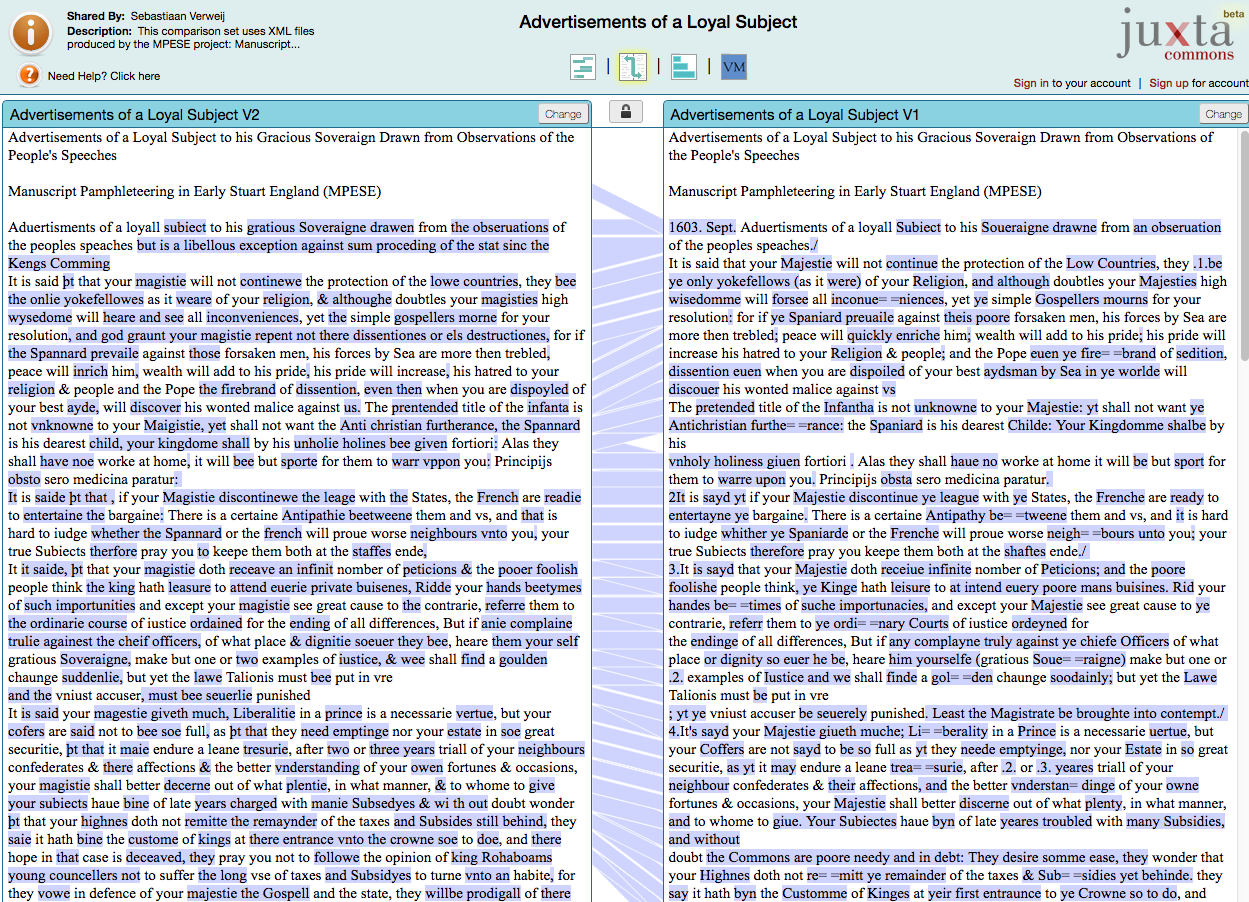 Shared By: Sebastiaan Verweij
Description: This comparison set uses XML files
produced by the MPESE project: Manuscript...
Need Help? Click here
Advertisements of a Loyal Subject
VM
beta
juxta
commons
Sign in to your account | Sign up for account
Advertisements of a Loyal Subject V2
Change
Advertisements of a Loyal Subject to his Gracious Soveraign Drawn from Observations of the
People's Speeches
Manuscript Pamphleteering in Early Stuart England (MPESE)
Aduertisments of a loyall subiect to his gratious Soveraigne drawen from the obseruations of
the peoples speaches but is a libellous exception against sum proceding of the stat sinc the
Kengs Comming
It is said þt that your magistie will not continewe the protection of the lowe countries, they bee
the onlie yokefellowes as it weare of your religion, & althoughe doubtles your magisties high
wysedome will heare and see all inconveniences, yet the simple gospellers morne for your
resolution, and god graunt your magistie repent not there dissentiones or els destructiones, for if
the Spannard prevaile against those forsaken men, his forces by Sea are more then trebled,
peace will inrich him, wealth will add to his pride, his pride will increase, his hatred to your
religion & people and the Pope the firebrand of dissention, even then when you are dispoyled of
your best ayde, will discover his wonted malice against us. The prentended title of the infanta is
not vnknowne to your Maigistie, yet shall not want the Anti christian furtherance, the Spannard
is his dearest child, your kingdome shall by his unholie holines bee given fortiori: Alas they
shall have noe worke at home, it will bee but sporte for them to warr vppon you: Principijs
obsto sero medicina paratur:
It is saide þt that , if your Magistie discontinewe the leage with the States, the French are readie
to entertaine the bargaine: There is a certaine Antipathie beetweene them and vs, and that is
hard to iudge whether the Spannard or the french will proue worse neighbours vnto you, your
true Subiects therfore pray you to keepe them both at the staffes ende,
It it saide, þt that your magistie doth receave an infinit nomber of peticions & the pooer foolish
people think the king hath leasure to attend euerie private buisenes, Ridde your hands beetymes
of such importunities and except your magistie see great cause to the contrarie, referre them to
the ordinarie course of justice ordained for the ending of all differences, But if anie complaine
trulie against the cheif officers, of what place & dignitie soeuer they bee, heare them your self
gratious Soveraigne, make but one or two examples of iustice, & wee shall find a goulden
chaunge suddenlie, but yet the lawe Talionis must bee put in vre
and the vniust accuser, must bee seuerlie punished
It is said your magestie giveth much, Liberalitie in a prince is a necessarie vertue, but your
cofers are said not to bee soe full, as þt that they need emptinge nor your estate in soe great
securitie, þt that it maie endure a leane tresurie, after two or three years triall of your neighbours
confederates & there affections & the better vnderstanding of your owen fortunes & occasions,
your magistie shall better decerne out of what plentie, in what manner, & to whome to give
your subiects haue bine of late years charged with manie Subsedyes & wi th out doubt wonder
þt that your highnes doth not remitte the remaynder of the taxes and Subsides still behind, they
saie it hath bine the custome of kings at there entrance vnto the crowne soe to doe, and there
hope in that case is deceaved, they pray you not to followe the opinion of king Rohaboams
young councellers not to suffer the long vse of taxes and Subsidyes to turne vnto an habite, for
they vowe in defence of your majestie the Gospell and the state, they willbe prodigall of there
Advertisements of a Loyal Subject V1
Change
Advertisements of a Loyal Subject to his Gracious Soveraign Drawn from Observations of
the People's Speeches
Manuscript Pamphleteering in Early Stuart England (MPESE)
1603. Sept. Aduertisments of a loyall Subiect to his Soueraigne drawne from an obseruation
of the peoples speaches./
It is said that your Majestie will not continue the protection of the Low Countries, they .1.be
ye only yokefellows (as it were) of your Religion, and although doubtles your Majesties high
wisedomme will forsee all inconue= =niences, yet ye simple Gospellers mourns for your
resolution: for if ye Spaniard preuaile against theis poore forsaken men, his forces by Sea are
more then trebled; peace will quickly enriche him; wealth will add to his pride; his pride will
increase his hatred to your Religion & people; and the Pope euen ye fire= =brand of sedition,
dissention euen when you are dispoiled of your best aydsman by Sea in ye worlde will
discouer his wonted malice against vs
The pretended title of the Infantha is not unknowne to your Majestie: yt shall not want ye
Antichristian furthe= =rance: the Spaniard is his dearest Childe: Your Kingdomme shalbe by
his
vnholy holiness giuen fortiori . Alas they shall haue no worke at home it will be but sport for
them to warre upon you. Principijs obsta sero medicina paratur.
2It is sayd yt if your Majestie discontinue ye league with ye States, the Frenche are ready to
entertayne ye bargaine. There is a certaine Antipathy be= =tweene them and vs, and it is hard
to iudge whither ye Spaniarde or the Frenche will proue worse neigh= =bours unto you; your
true Subiects therefore pray you keepe them both at the shaftes ende./
3.It is sayd that your Majestie doth receiue infinite nomber of Peticions; and the poore
foolishe people think, ye Kinge hath leisure to at intend euery poore mans buisines. Rid your
handes be= =times of suche importunacies, and except your Majestie see great cause to ye
contrarie, referr them to ye ordi= =nary Courts of iustice ordeyned for
the endinge of all differences, But if any complayne truly against ye chiefe Officers of what
place or dignity so euer he be, heare him yourselfe (gratious Soue= =raigne) make but one or
.2. examples of Iustice and we shall finde a gol= =den chaunge soodainly; but yet the Lawe
Talionis must be put in vre
; yt ye vniust accuser be seuerely punished. Least the Magistrate be broughte into contempt./
4.It's sayd your Majestie giueth muche; Li= =berality in a Prince is a necessarie uertue, but
your Coffers are not sayd to be so full as yt they neede emptyinge, nor your Estate in so great
securitie, as yt it may endure a leane trea= =surie, after .2. or .3. yeares triall of your
neighbour confederates & their affections, and the better vnderstan= dinge of your owne
fortunes & occasions, your Majestie shall better discerne out of what plenty, in what manner,
and to whome to giue. Your Subiectes haue byn of late yeares troubled with many Subsidies,
and without
doubt the Commons are poore needy and in debt: They desire somme ease, they wonder that
your Highnes doth not re= =mitt ye remainder of the taxes & Sub= =sidies yet behinde. they
say it hath byn the Customme of Kinges at yeir first entraunce to ye Crowne so to do, and